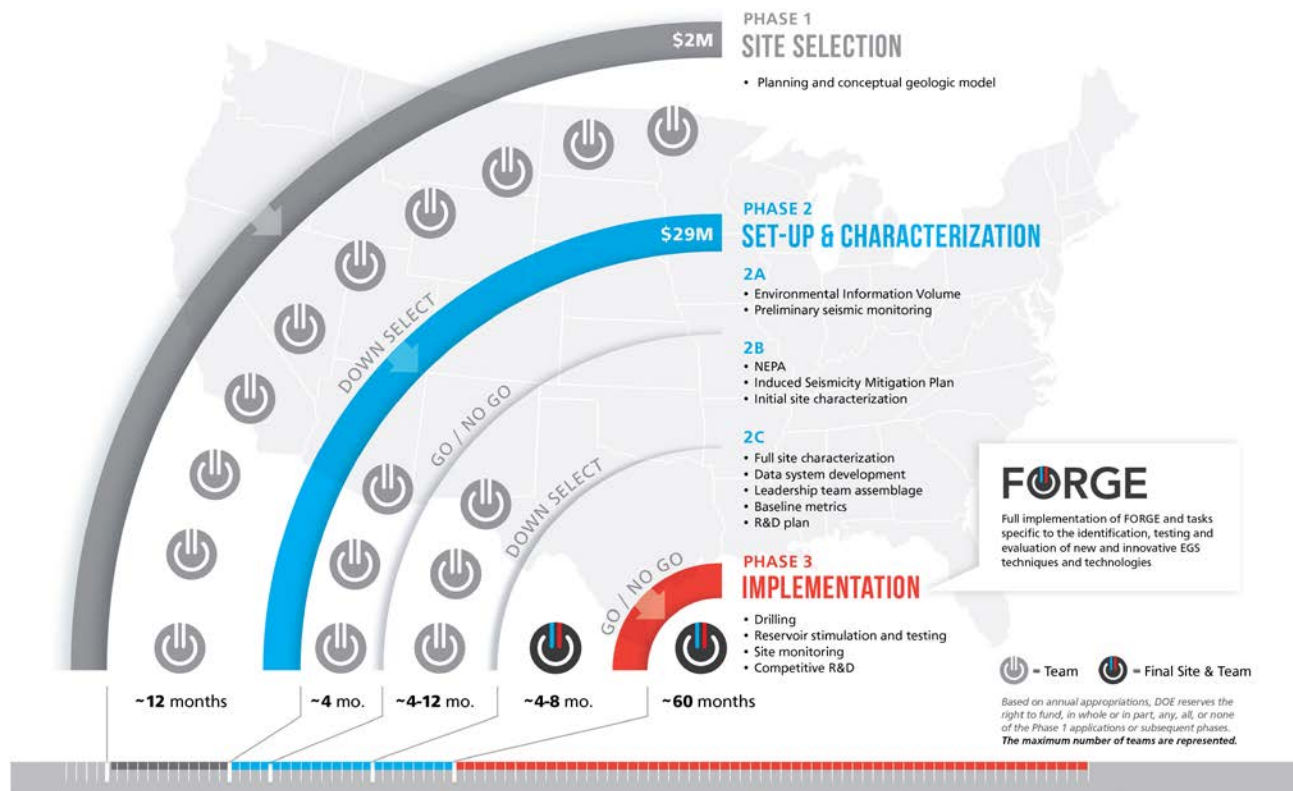 PHASE 1
$2M
SITE SELECTION
• Planning and conceptual geologic model
PHASE 2
$29M
SET-UP & CHARACTERIZATION
2A
• Environmental Information Volume
• Preliminary seismic monitoring
DOWN SELECT
2B
• NEPA
• Induced Seismicity Mitigation Plan
• Initial site characterization
GO / NO GO
2C
• Full site characterization
• Data system development
• Leadership team assemblage
• Baseline metrics
• R&D plan
DOWN SELECT
FORGE
Full implementation of FORGE and tasks
specific to the identification, testing and
evaluation of new and innovative EGS
techniques and technologies
PHASE 3
IMPLEMENTATION
GO / NO GO
• Drilling
• Reservoir stimulation and testing
• Site monitoring
• Competitive R&D
= Team
= Final Site & Team
~12 months
~4 mo.
~4-12 mo.
~4-8 mo.
~60 months
Based on annual appropriations, DOE reserves the
right to fund, in whole or in part, any, all, or none
of the Phase 1 applications or subsequent phases.
The maximum number of teams are represented.